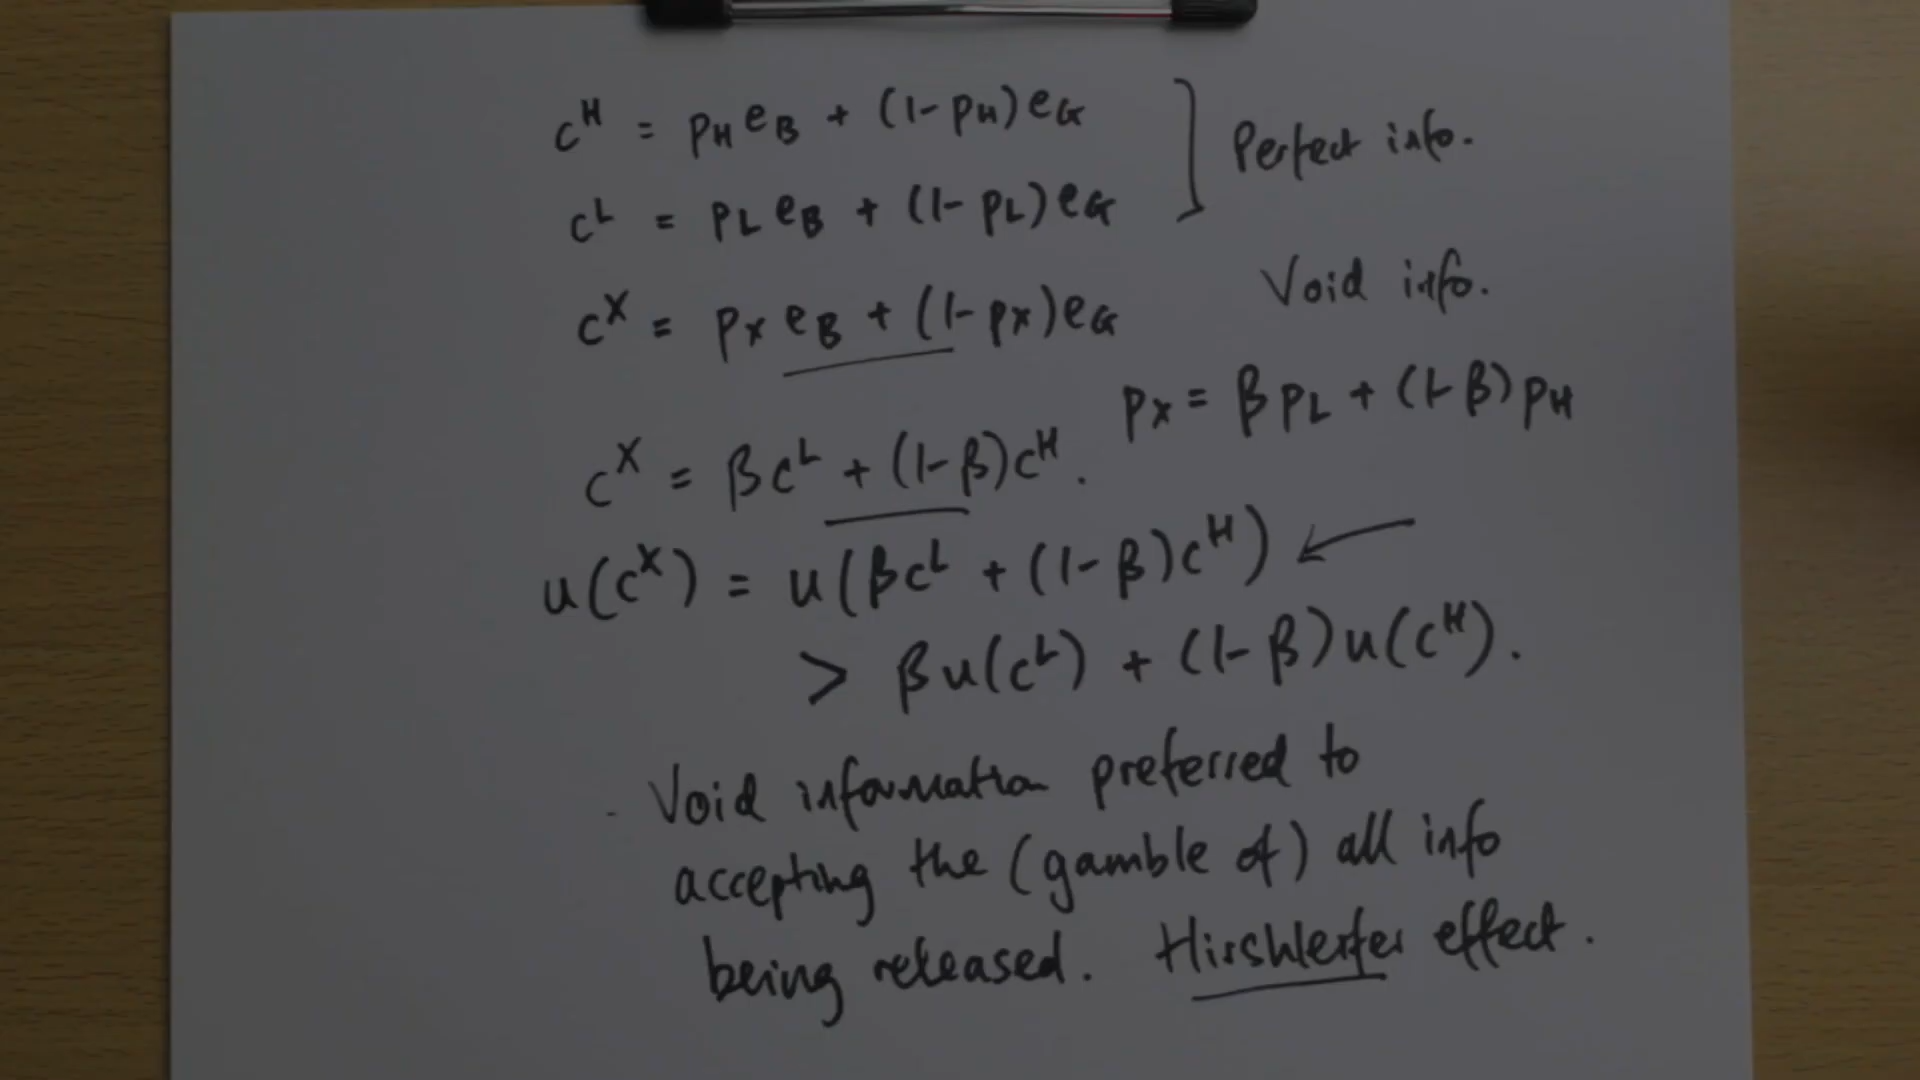 c^H = p_H e_B + (1 - p_H) e_G
Perfect info.
c^L = p_L e_B + (1 - p_L) e_G
c^X = p_X e_B + (1 - p_X) e_G
Void info.
p_X = β p_L + (1 - β) p_H
c^X = β c^L + (1 - β) c^H .
u(c^X) = u(β c^L + (1 - β) c^H) ←
> β u(c^L) + (1 - β) u(c^H) .
Void information preferred to
accepting the (gamble of) all info
being released. Hirshleifer effect .